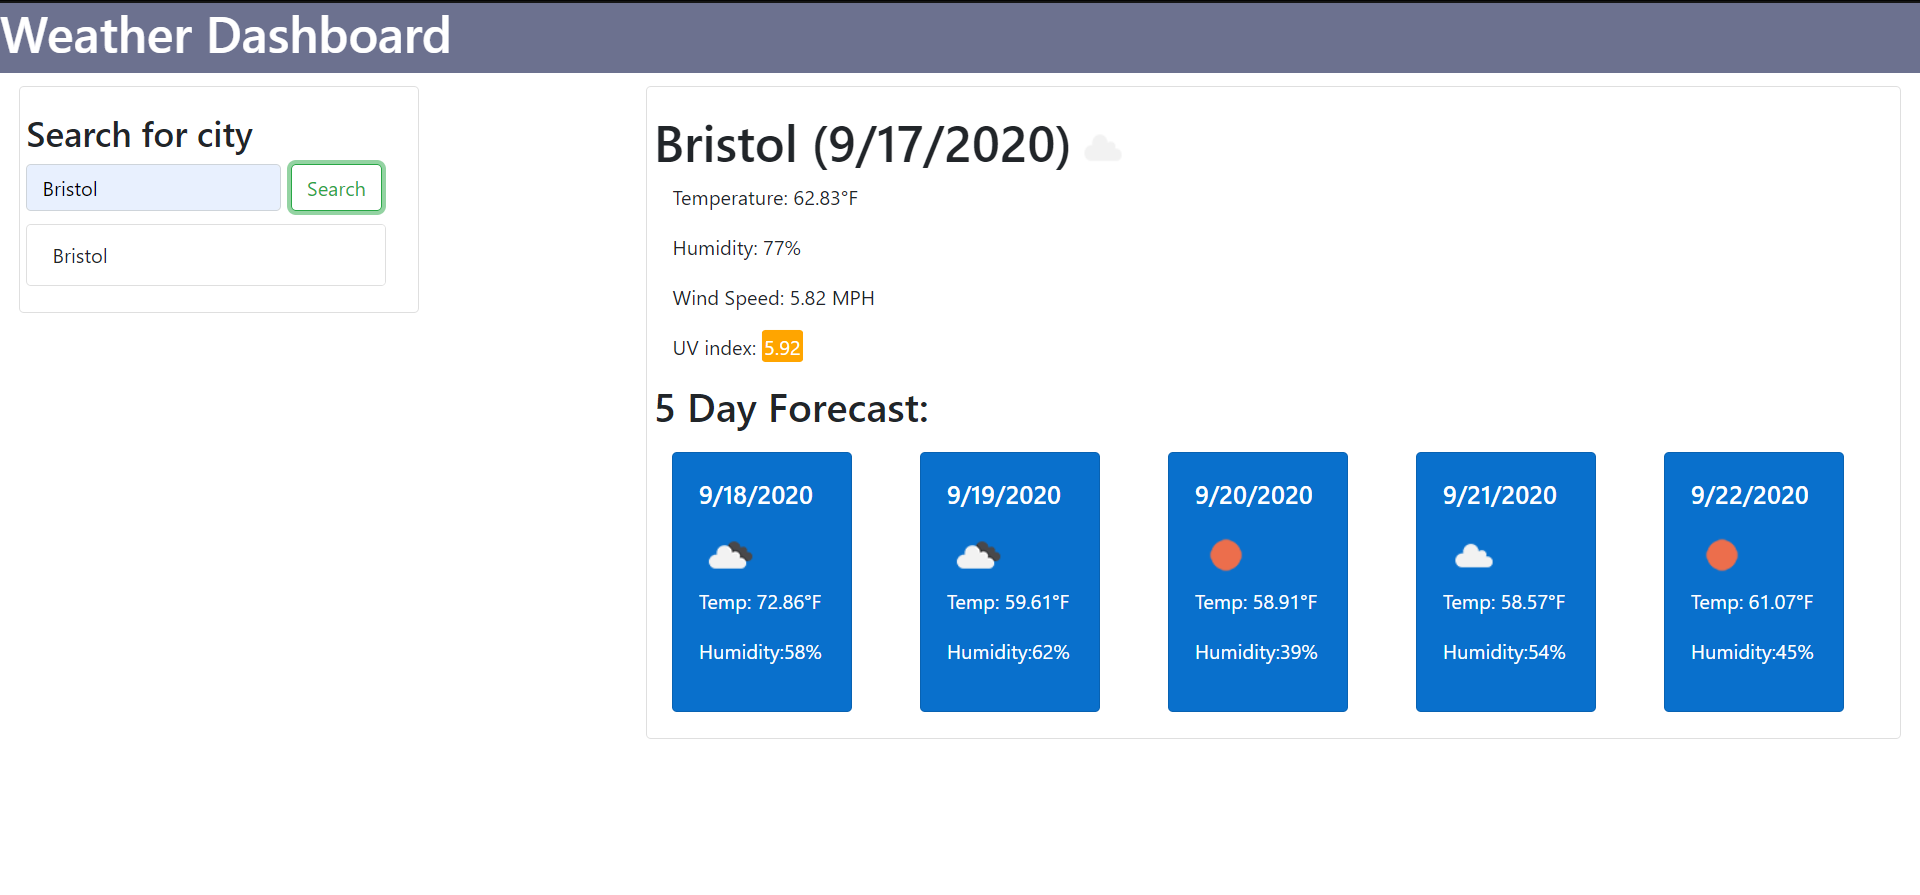 Weather Dashboard
Search for city
Bristol
Search
Bristol
Bristol (9/17/2020)
Temperature: 62.83°F
Humidity: 77%
Wind Speed: 5.82 MPH
UV index: 5.92
5 Day Forecast:
9/18/2020
Temp: 72.86°F
Humidity:58%
9/19/2020
Temp: 59.61°F
Humidity:62%
9/20/2020
Temp: 58.91°F
Humidity:39%
9/21/2020
Temp: 58.57°F
Humidity:54%
9/22/2020
Temp: 61.07°F
Humidity:45%